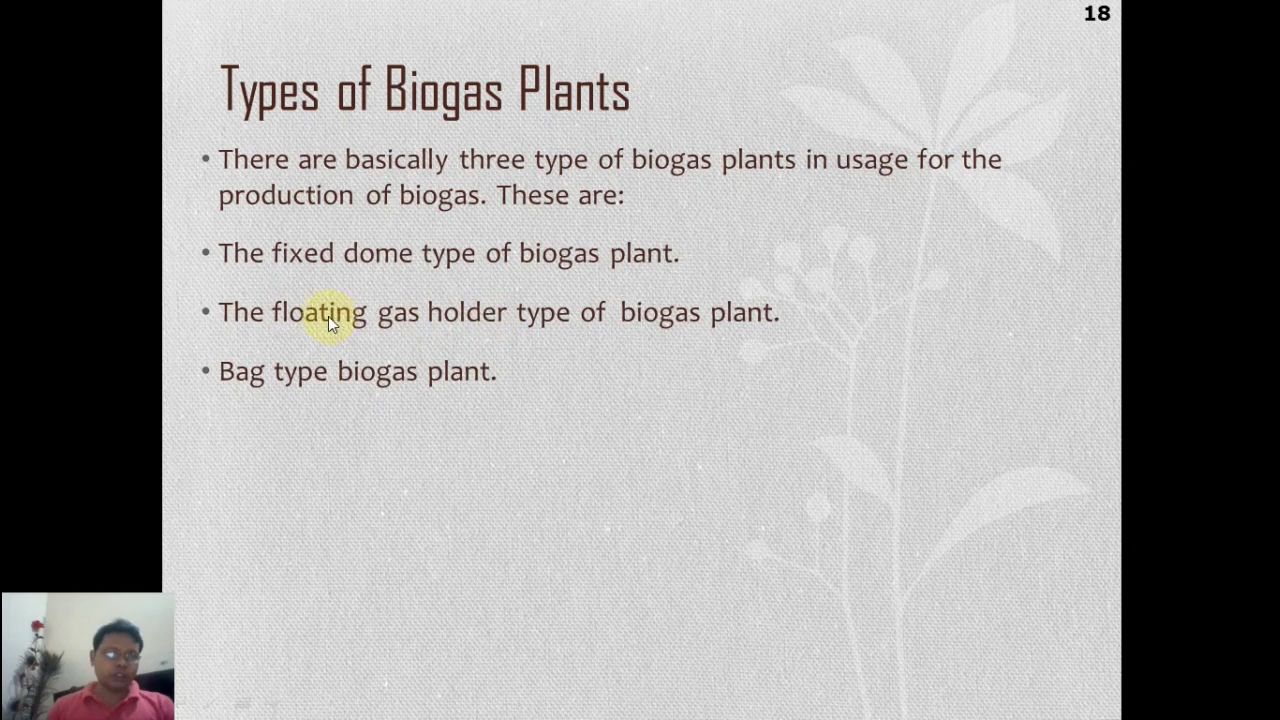 18
Types of Biogas Plants
• There are basically three type of biogas plants in usage for the
production of biogas. These are:
• The fixed dome type of biogas plant.
• The floating gas holder type of biogas plant.
• Bag type biogas plant.